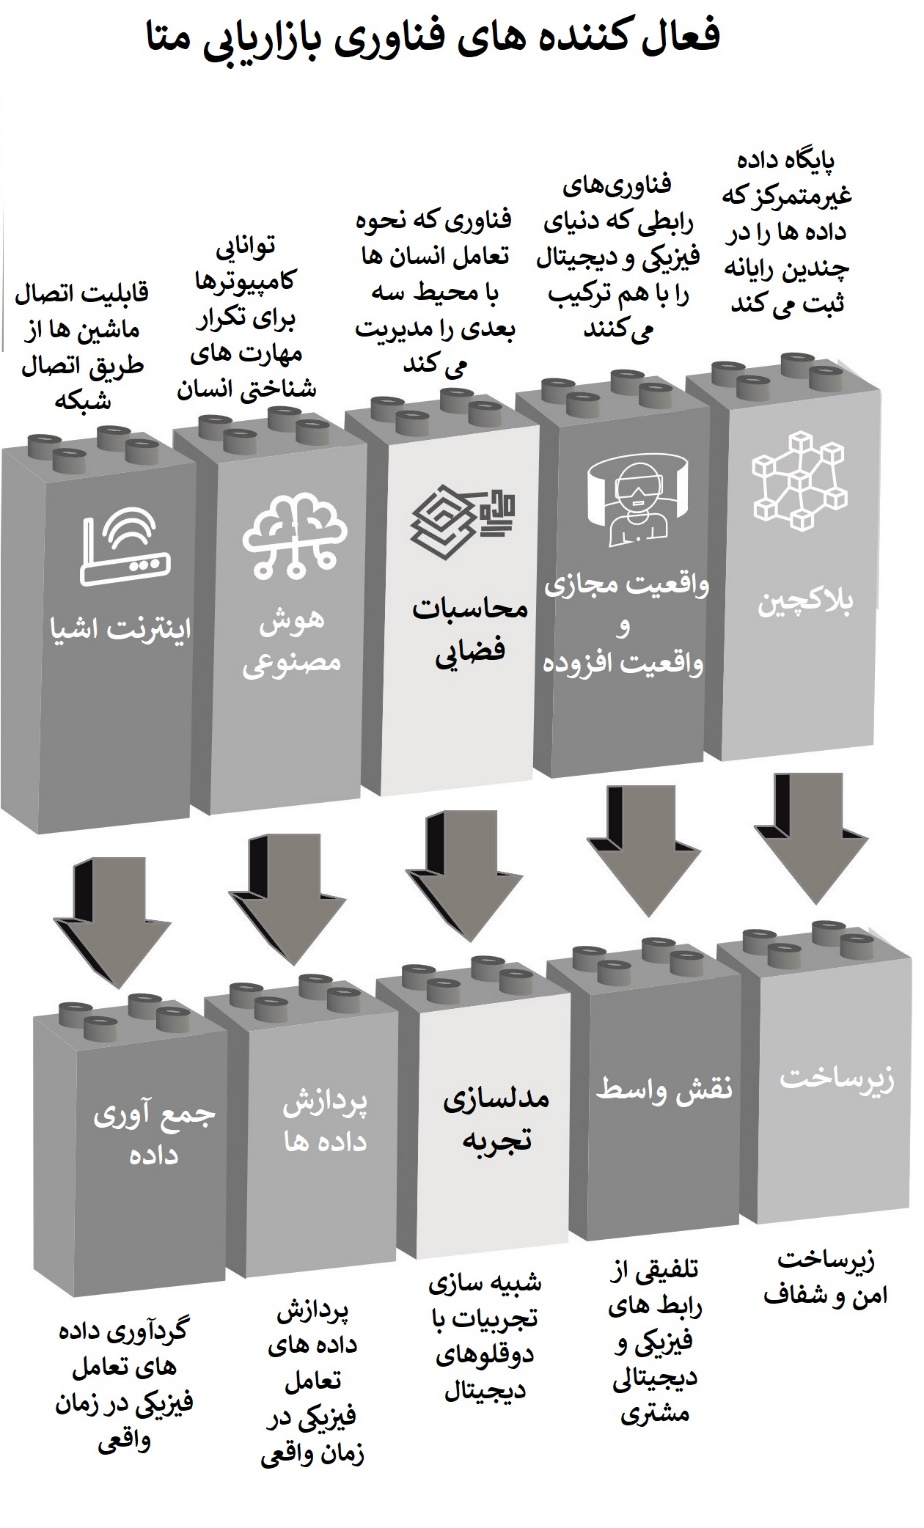 فعال کننده های فناوری بازاریابی متا
پایگاه داده
غیرمتمرکز که
داده ها را در
چندین رایانه
ثبت می کند
فناوری‌های
رابطی که دنیای
فیزیکی و دیجیتال
را با هم ترکیب
می‌کنند
فناوری که نحوه
تعامل انسان ها
با محیط سه
بعدی را مدیریت
می کند
توانایی
کامپیوترها
برای تکرار
مهارت های
شناختی انسان
قابلیت اتصال
ماشین ها از
طریق اتصال
شبکه
بلاکچین
واقعیت مجازی
و
واقعیت افزوده
محاسبات
فضایی
هوش
مصنوعی
اینترنت اشیا
زیرساخت
نقش واسط
مدلسازی
تجربه
پردازش
داده ها
جمع آوری
داده
زیرساخت
امن و شفاف
تلفیقی از
رابط های
فیزیکی و
دیجیتالی
مشتری
شبیه سازی
تجربیات با
دوقلوهای
دیجیتال
پردازش
داده های
تعامل
فیزیکی در
زمان واقعی
گردآوری داده
های تعامل
فیزیکی در زمان
واقعی